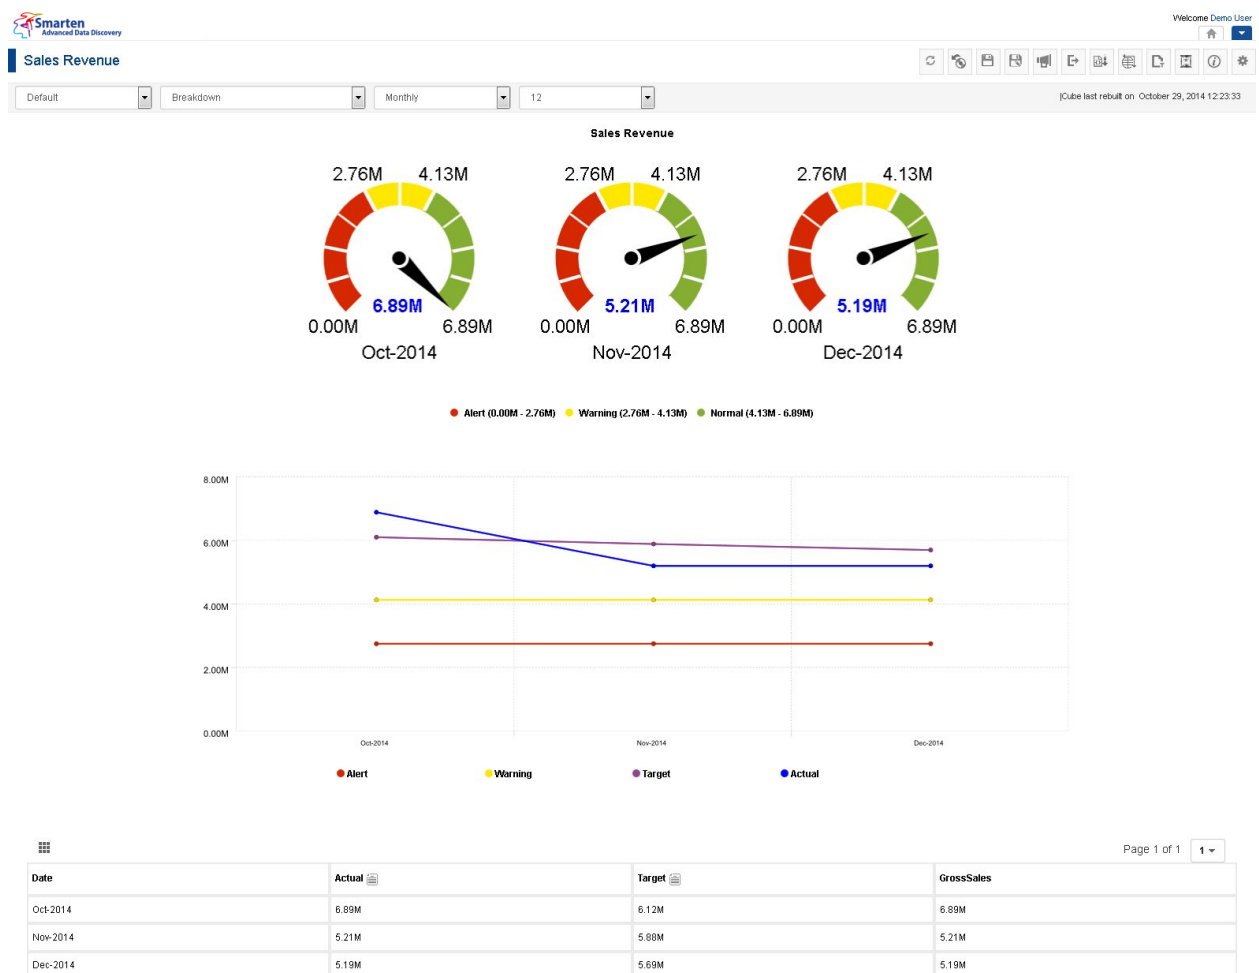 Smarten
Advanced Data Discovery
Welcome Demo User
Sales Revenue
Default Breakdown Monthly 12 |Cube last rebuilt on October 29, 2014 12:23:33
Sales Revenue
2.76M 4.13M 2.76M 4.13M 2.76M 4.13M
6.89M 5.21M 5.19M
0.00M 6.89M 0.00M 6.89M 0.00M 6.89M
Oct-2014 Nov-2014 Dec-2014
Alert (0.00M - 2.76M) Warning (2.76M - 4.13M) Normal (4.13M - 6.89M)
8.00M
6.00M
4.00M
2.00M
0.00M
Oct-2014 Nov-2014 Dec-2014
Alert Warning Target Actual
Page 1 of 1 1
Date Actual Target GrossSales
Oct-2014 6.89M 6.12M 6.89M
Nov-2014 5.21M 5.88M 5.21M
Dec-2014 5.19M 5.69M 5.19M